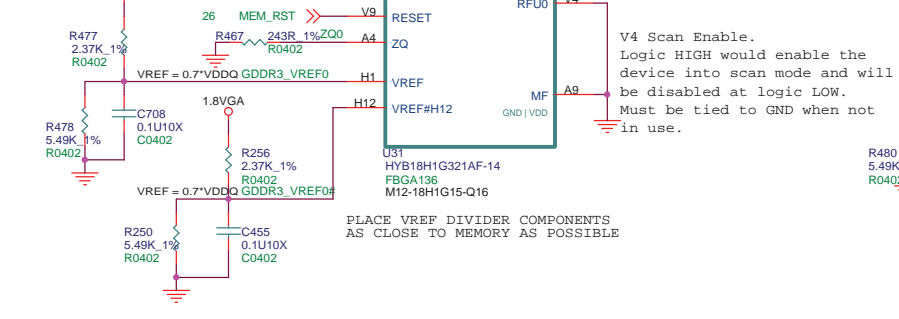 RFU0
V4
26 MEM_RST V9 RESET
R467 243R_1% ZQ0 A4 ZQ
R0402
R477
2.37K_1%
R0402
VREF = 0.7*VDDQ GDDR3_VREF0 H1 VREF
H12 VREF#H12
MF A9
GND | VDD
V4 Scan Enable.
Logic HIGH would enable the
device into scan mode and will
be disabled at logic LOW.
Must be tied to GND when not
in use.
1.8VGA
C708
0.1U10X
C0402
R478
5.49K_1%
R0402
U31
HYB18H1G321AF-14
FBGA136
M12-18H1G15-Q16
R256
2.37K_1%
R0402
VREF = 0.7*VDDQ GDDR3_VREF0#
R480
5.49K
R0402
PLACE VREF DIVIDER COMPONENTS
AS CLOSE TO MEMORY AS POSSIBLE
R250
5.49K_1%
R0402
C455
0.1U10X
C0402